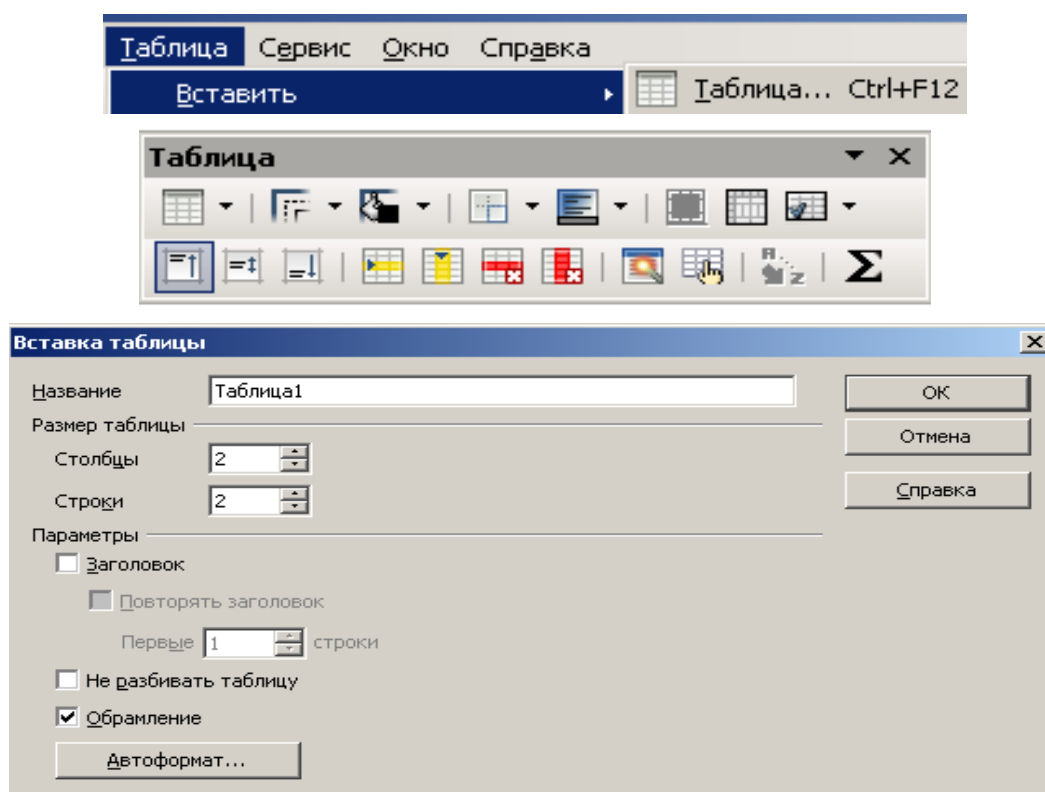 Таблица Сервис Окно Справка
Вставить Таблица... Ctrl+F12
Таблица
Вставка таблицы
Название Таблица1 ОК
Размер таблицы Отмена
Столбцы 2
Строки 2 Справка
Параметры
Заголовок
Повторять заголовок
Первые 1 строки
Не разбивать таблицу
Обрамление
Автоформат...